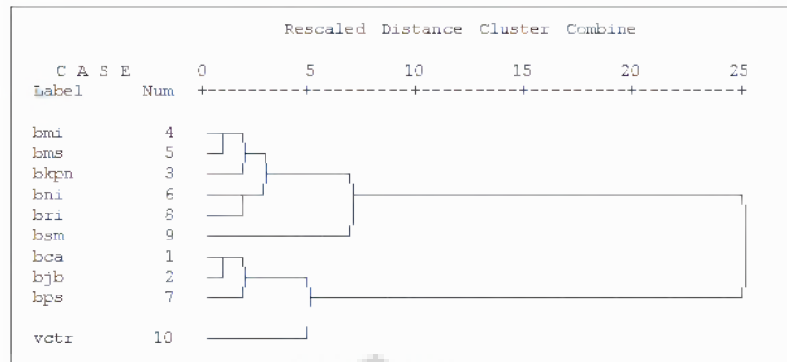 Rescaled Distance Cluster Combine
C A S E 0 5 10 15 20 25
Label Num +---------+---------+---------+---------+---------+
bmi 4
bms 5
bkpn 3
bni 6
bri 8
bsm 9
bca 1
bjb 2
bps 7
vctr 10